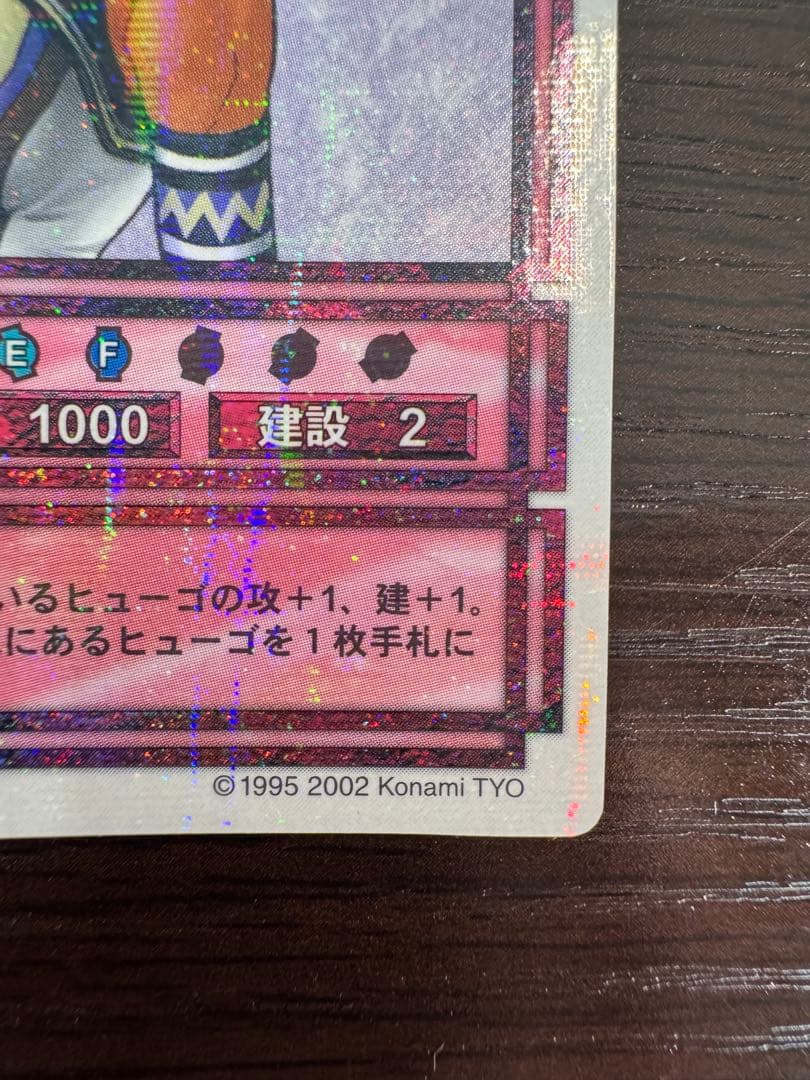 E F
1000 建設 2
いるヒューゴの攻+1、建+1。
にあるヒューゴを1枚手札に
©1995 2002 Konami TYO